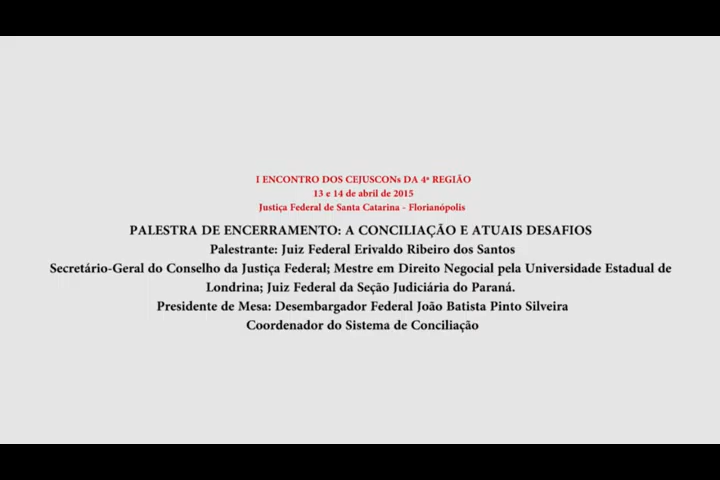 I ENCONTRO DOS CEJUSCONs DA 4ª REGIÃO
13 e 14 de abril de 2015
Justiça Federal de Santa Catarina - Florianópolis
PALESTRA DE ENCERRAMENTO: A CONCILIAÇÃO E ATUAIS DESAFIOS
Palestrante: Juiz Federal Erivaldo Ribeiro dos Santos
Secretário-Geral do Conselho da Justiça Federal; Mestre em Direito Negocial pela Universidade Estadual de
Londrina; Juiz Federal da Seção Judiciária do Paraná.
Presidente de Mesa: Desembargador Federal João Batista Pinto Silveira
Coordenador do Sistema de Conciliação